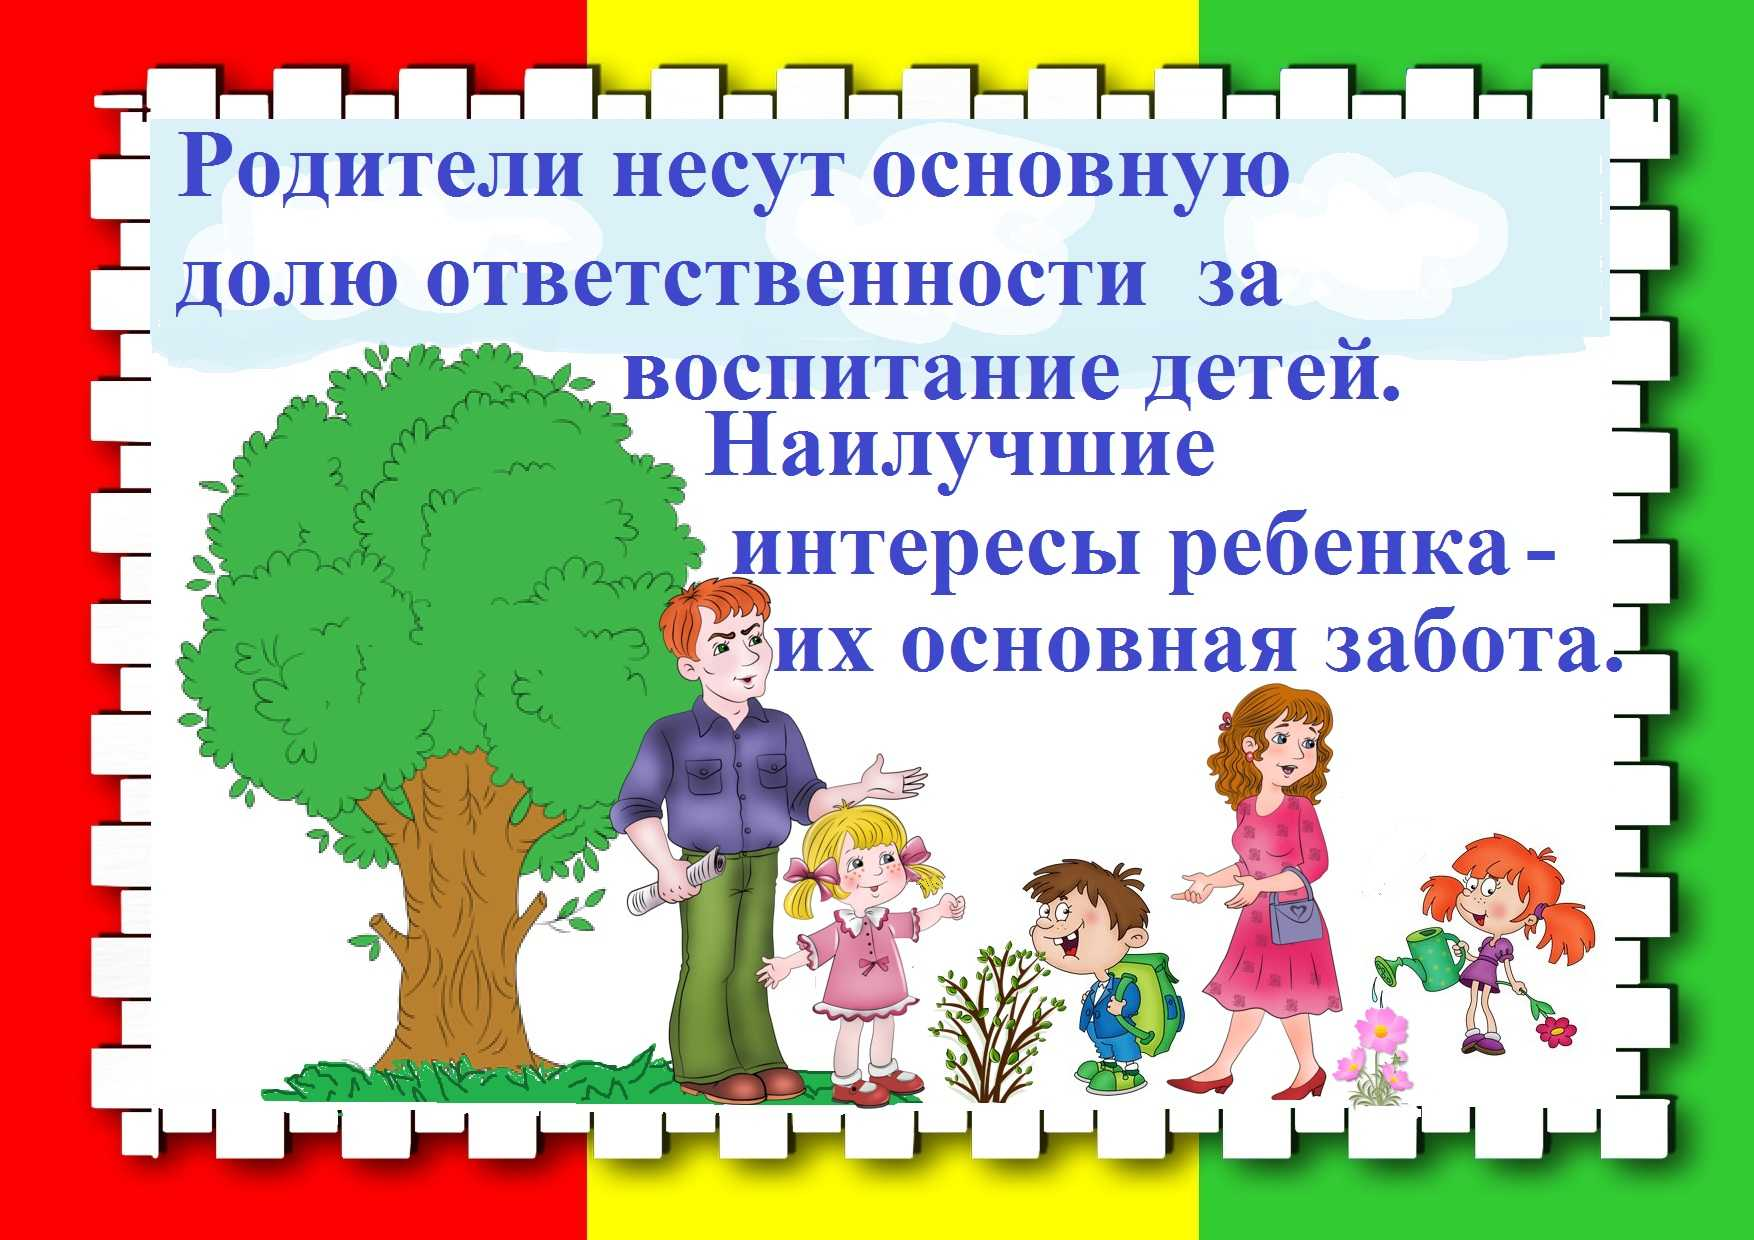 Родители несут основную
долю ответственности за
воспитание детей.
Наилучшие
интересы ребенка -
их основная забота.